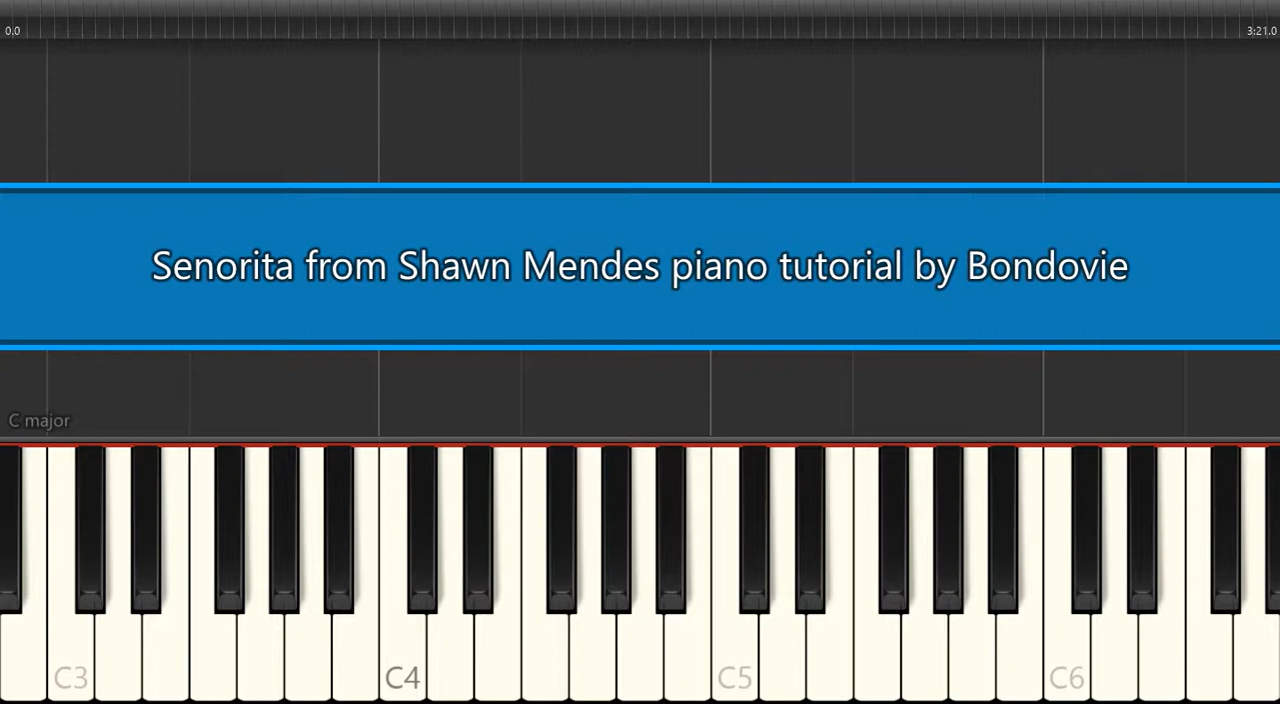 0.0
3:21.0
Senorita from Shawn Mendes piano tutorial by Bondovie
C major
C3
C4
C5
C6